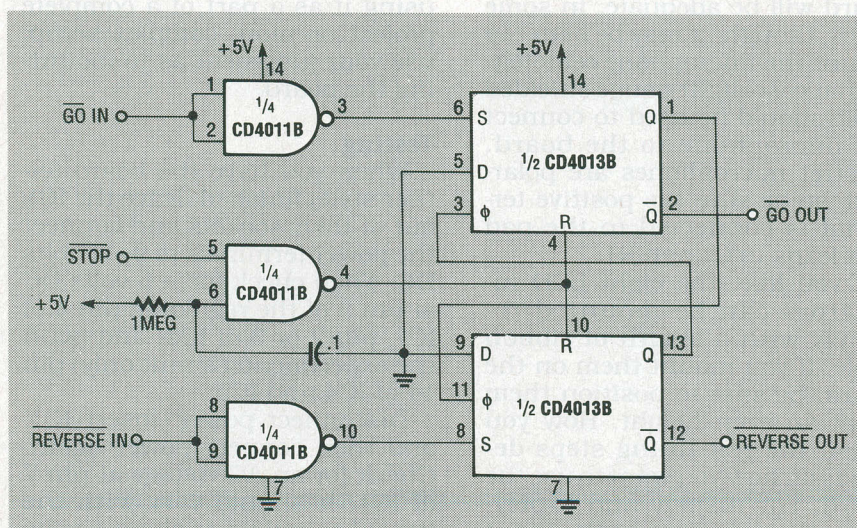 +5V
14
1
2
GO IN
1/4
CD4011B
3
6
S
5
D
3
ϕ
+5V
14
Q
1
1/2 CD4013B
Q
2
GO OUT
R
4
STOP
5
6
1/4
CD4011B
4
+5V
1MEG
.1
10
R
9
D
11
ϕ
Q
13
1/2 CD4013B
8
S
Q
12
REVERSE OUT
7
REVERSE IN
8
9
1/4
CD4011B
10
7